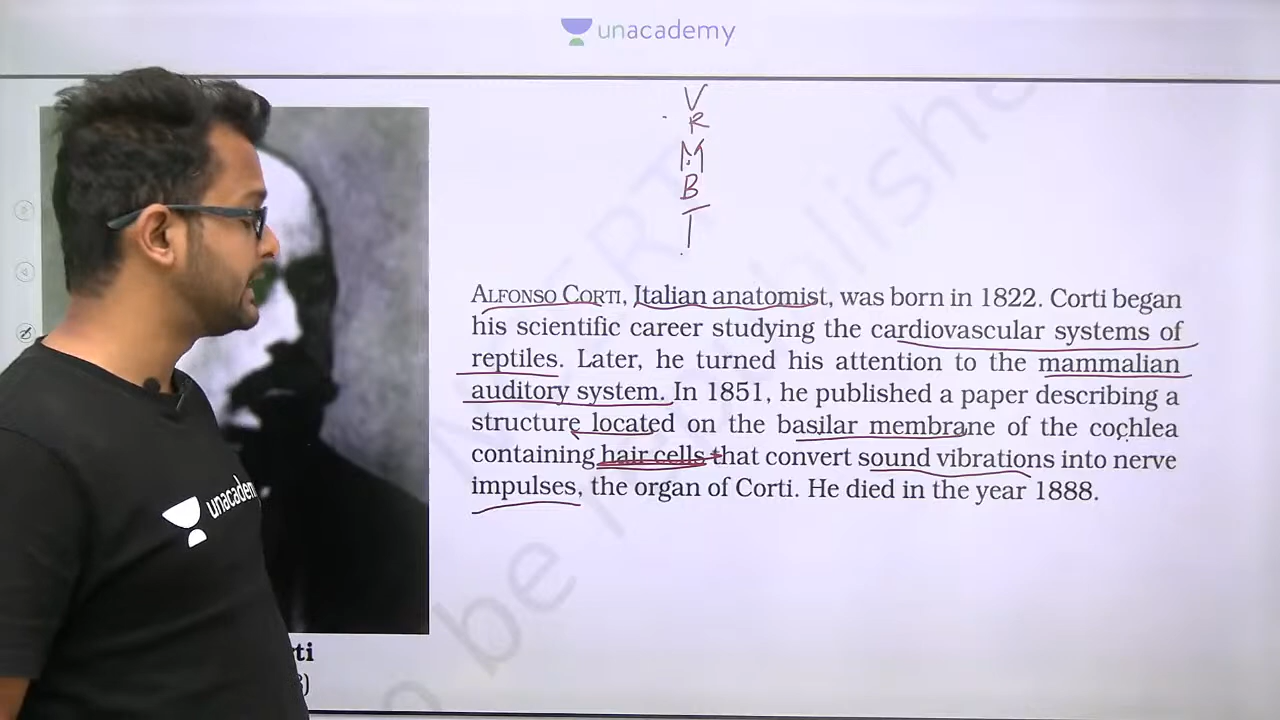 unacademy
V
R
M
B
T
ALFONSO CORTI, Italian anatomist, was born in 1822. Corti began
his scientific career studying the cardiovascular systems of
reptiles. Later, he turned his attention to the mammalian
auditory system. In 1851, he published a paper describing a
structure located on the basilar membrane of the cochlea
containing hair cells that convert sound vibrations into nerve
impulses, the organ of Corti. He died in the year 1888.
unacademy
ti
)